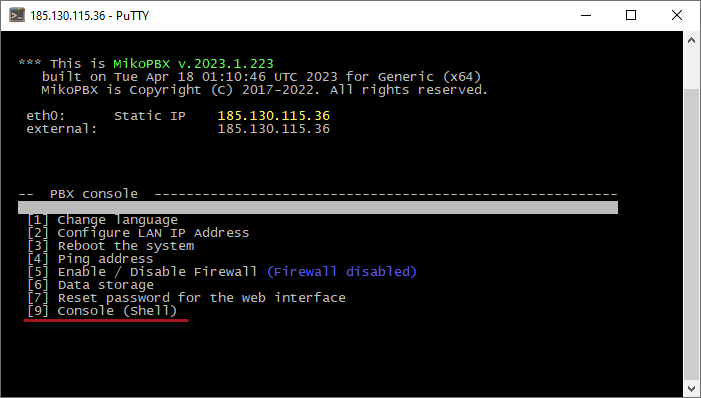 185.130.115.36 - PuTTY
*** This is MikoPBX v.2023.1.223
built on Tue Apr 18 01:10:46 UTC 2023 for Generic (x64)
MikoPBX is Copyright (C) 2017-2022. All rights reserved.
eth0: Static IP 185.130.115.36
external: 185.130.115.36
-- PBX console ----------------------------------------------------------
[1] Change language
[2] Configure LAN IP Address
[3] Reboot the system
[4] Ping address
[5] Enable / Disable Firewall (Firewall disabled)
[6] Data storage
[7] Reset password for the web interface
[9] Console (Shell)